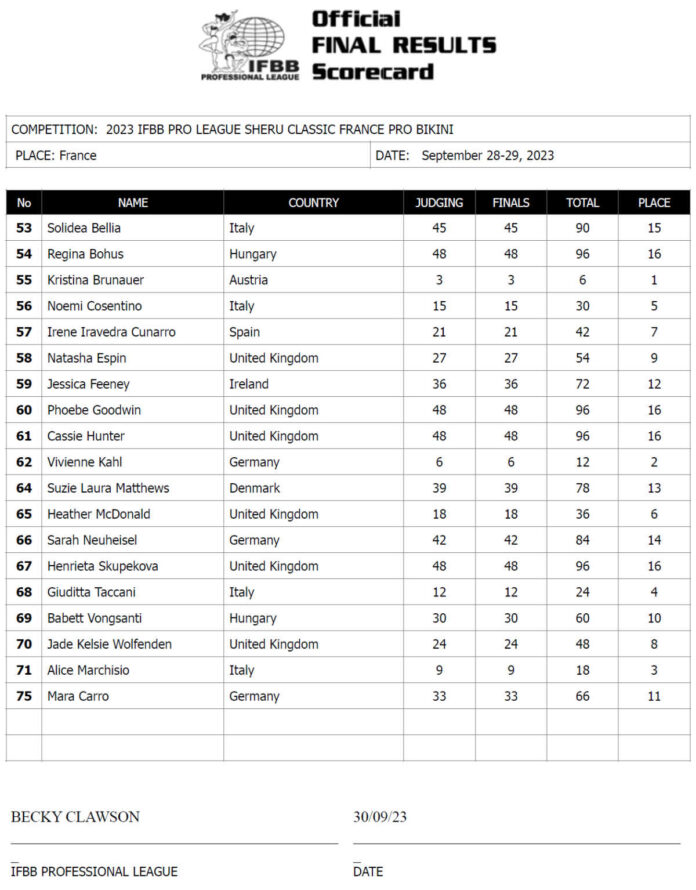 IFBB
PROFESSIONAL LEAGUE
Official
FINAL RESULTS
Scorecard
COMPETITION: 2023 IFBB PRO LEAGUE SHERU CLASSIC FRANCE PRO BIKINI
PLACE: France DATE: September 28-29, 2023
No NAME COUNTRY JUDGING FINALS TOTAL PLACE
53 Solidea Bellia Italy 45 45 90 15
54 Regina Bohus Hungary 48 48 96 16
55 Kristina Brunauer Austria 3 3 6 1
56 Noemi Cosentino Italy 15 15 30 5
57 Irene Iravedra Cunarro Spain 21 21 42 7
58 Natasha Espin United Kingdom 27 27 54 9
59 Jessica Feeney Ireland 36 36 72 12
60 Phoebe Goodwin United Kingdom 48 48 96 16
61 Cassie Hunter United Kingdom 48 48 96 16
62 Vivienne Kahl Germany 6 6 12 2
64 Suzie Laura Matthews Denmark 39 39 78 13
65 Heather McDonald United Kingdom 18 18 36 6
66 Sarah Neuheisel Germany 42 42 84 14
67 Henrieta Skupekova United Kingdom 48 48 96 16
68 Giuditta Taccani Italy 12 12 24 4
69 Babett Vongsanti Hungary 30 30 60 10
70 Jade Kelsie Wolfenden United Kingdom 24 24 48 8
71 Alice Marchisio Italy 9 9 18 3
75 Mara Carro Germany 33 33 66 11
BECKY CLAWSON 30/09/23
IFBB PROFESSIONAL LEAGUE DATE